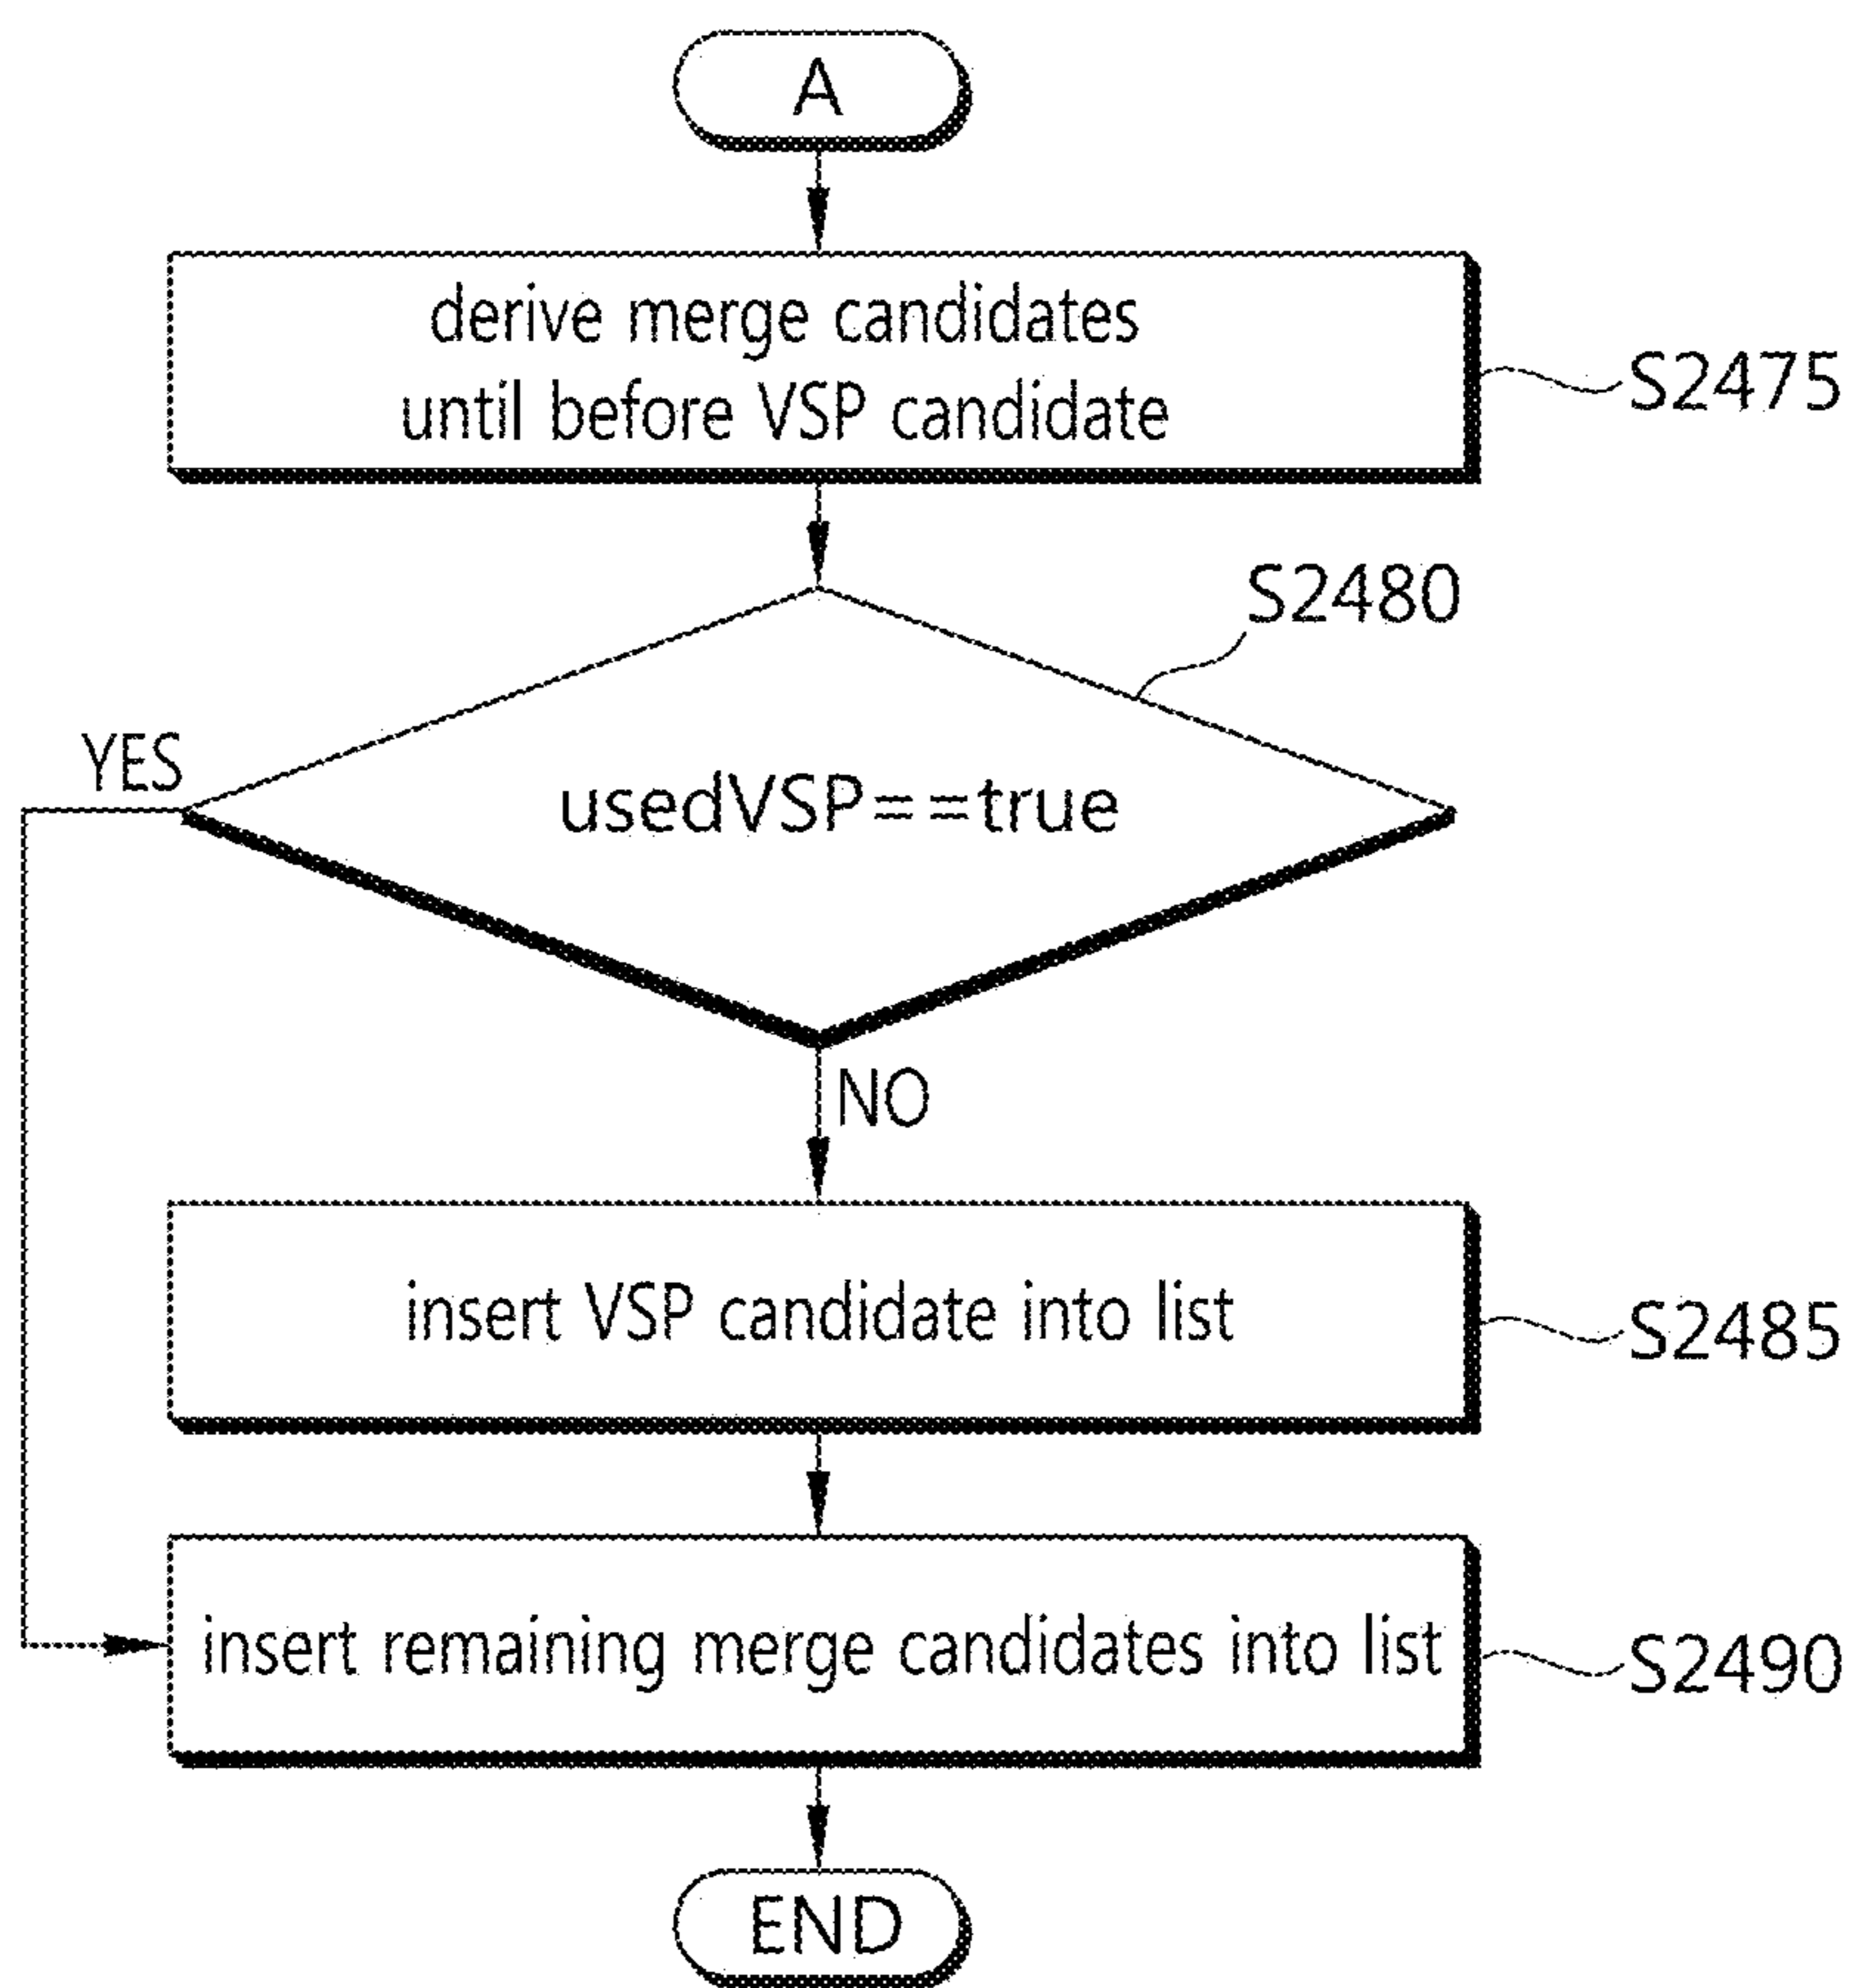 A
derive merge candidates
until before VSP candidate
S2475
S2480
YES
usedVSP==true
NO
insert VSP candidate into list
S2485
insert remaining merge candidates into list
S2490
END